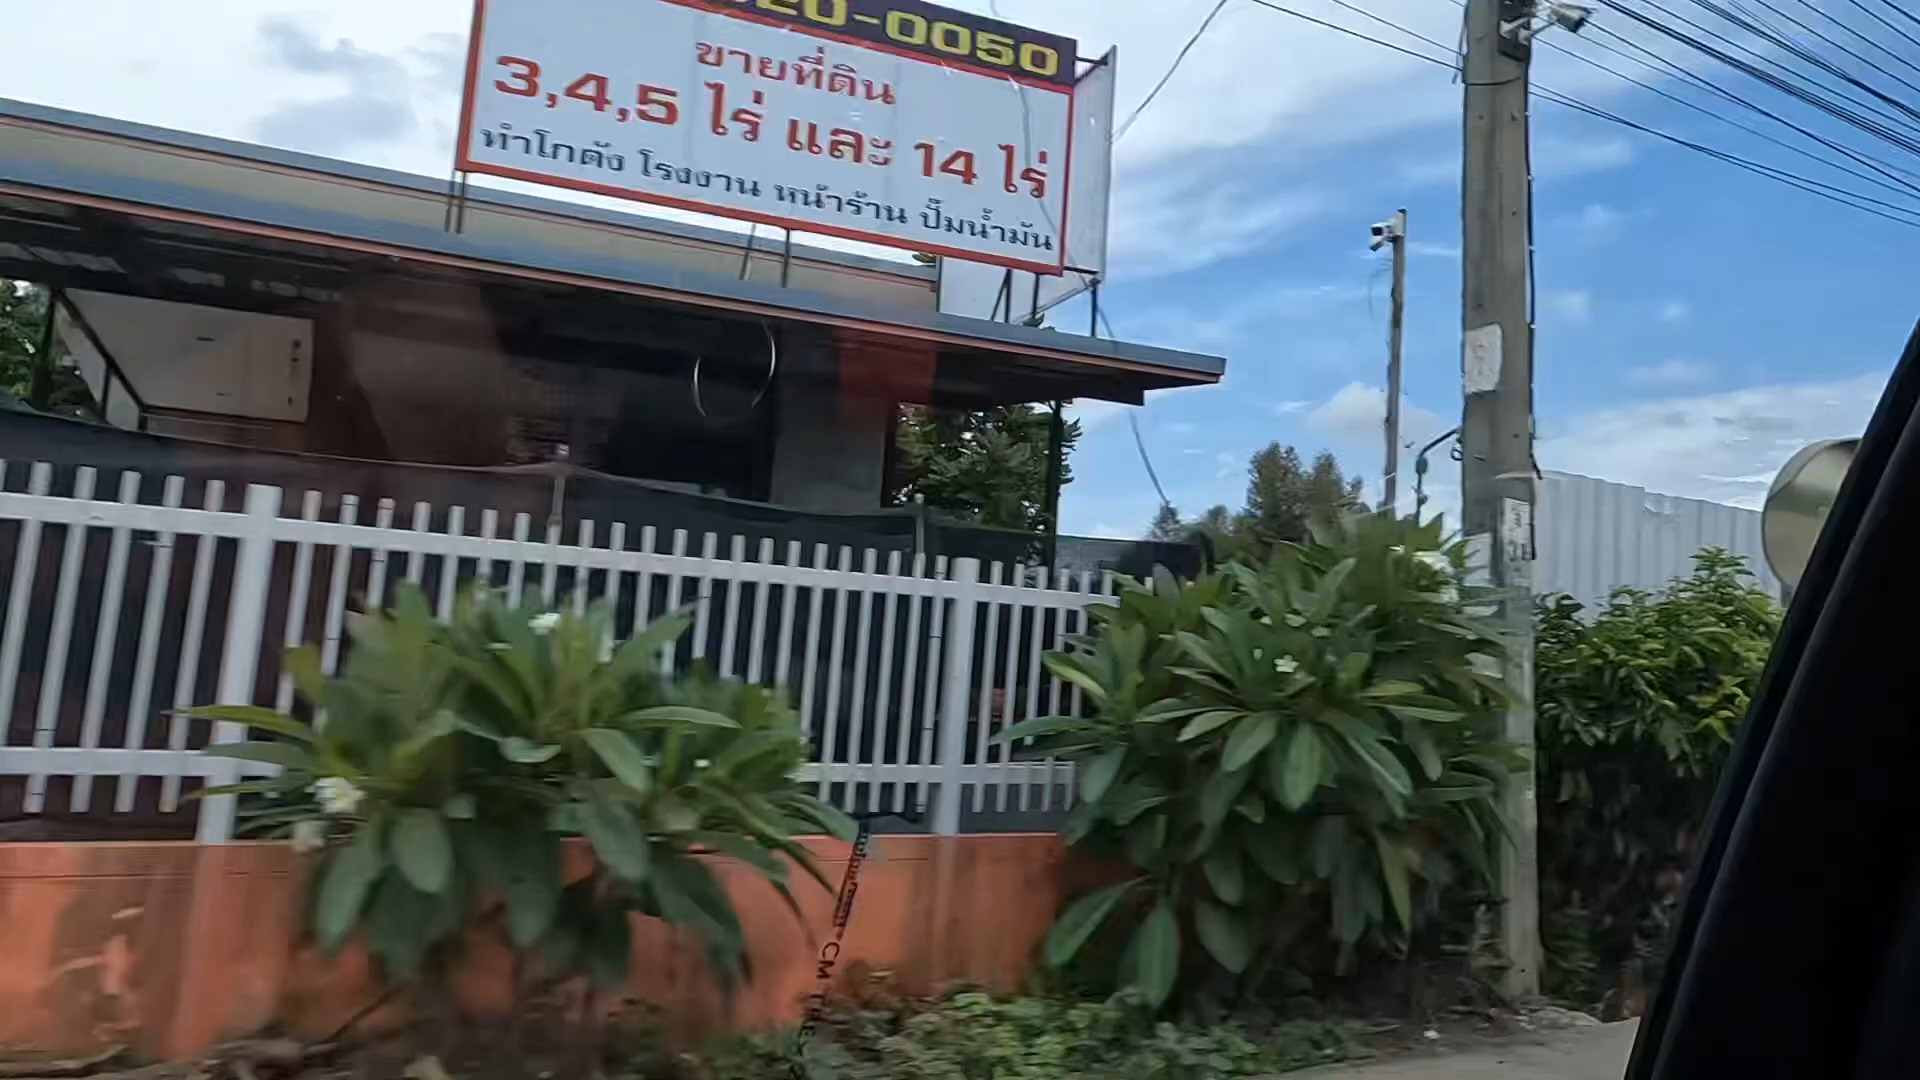 20-0050
ขายที่ดิน
3,4,5 ไร่ และ 14 ไร่
ทำโกดัง โรงงาน หน้าร้าน ปั๊มน้ำมัน
CM